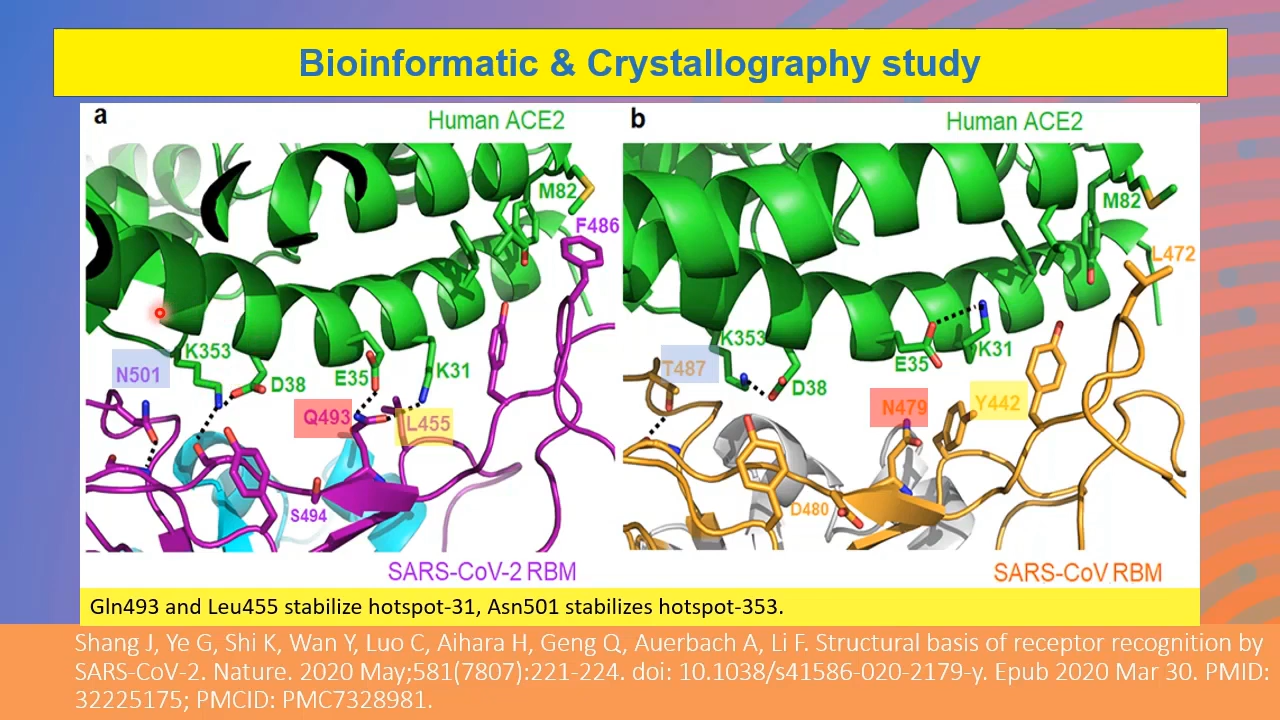 Bioinformatic & Crystallography study
a
Human ACE2
M82
F486
K353
N501
D38
E35
K31
Q493
L455
S494
SARS-CoV-2 RBM
b
Human ACE2
M82
L472
K353
T487
D38
E35
K31
N479
Y442
D480
SARS-CoV RBM
Gln493 and Leu455 stabilize hotspot-31, Asn501 stabilizes hotspot-353.
Shang J, Ye G, Shi K, Wan Y, Luo C, Aihara H, Geng Q, Auerbach A, Li F. Structural basis of receptor recognition by
SARS-CoV-2. Nature. 2020 May;581(7807):221-224. doi: 10.1038/s41586-020-2179-y. Epub 2020 Mar 30. PMID:
32225175; PMCID: PMC7328981.